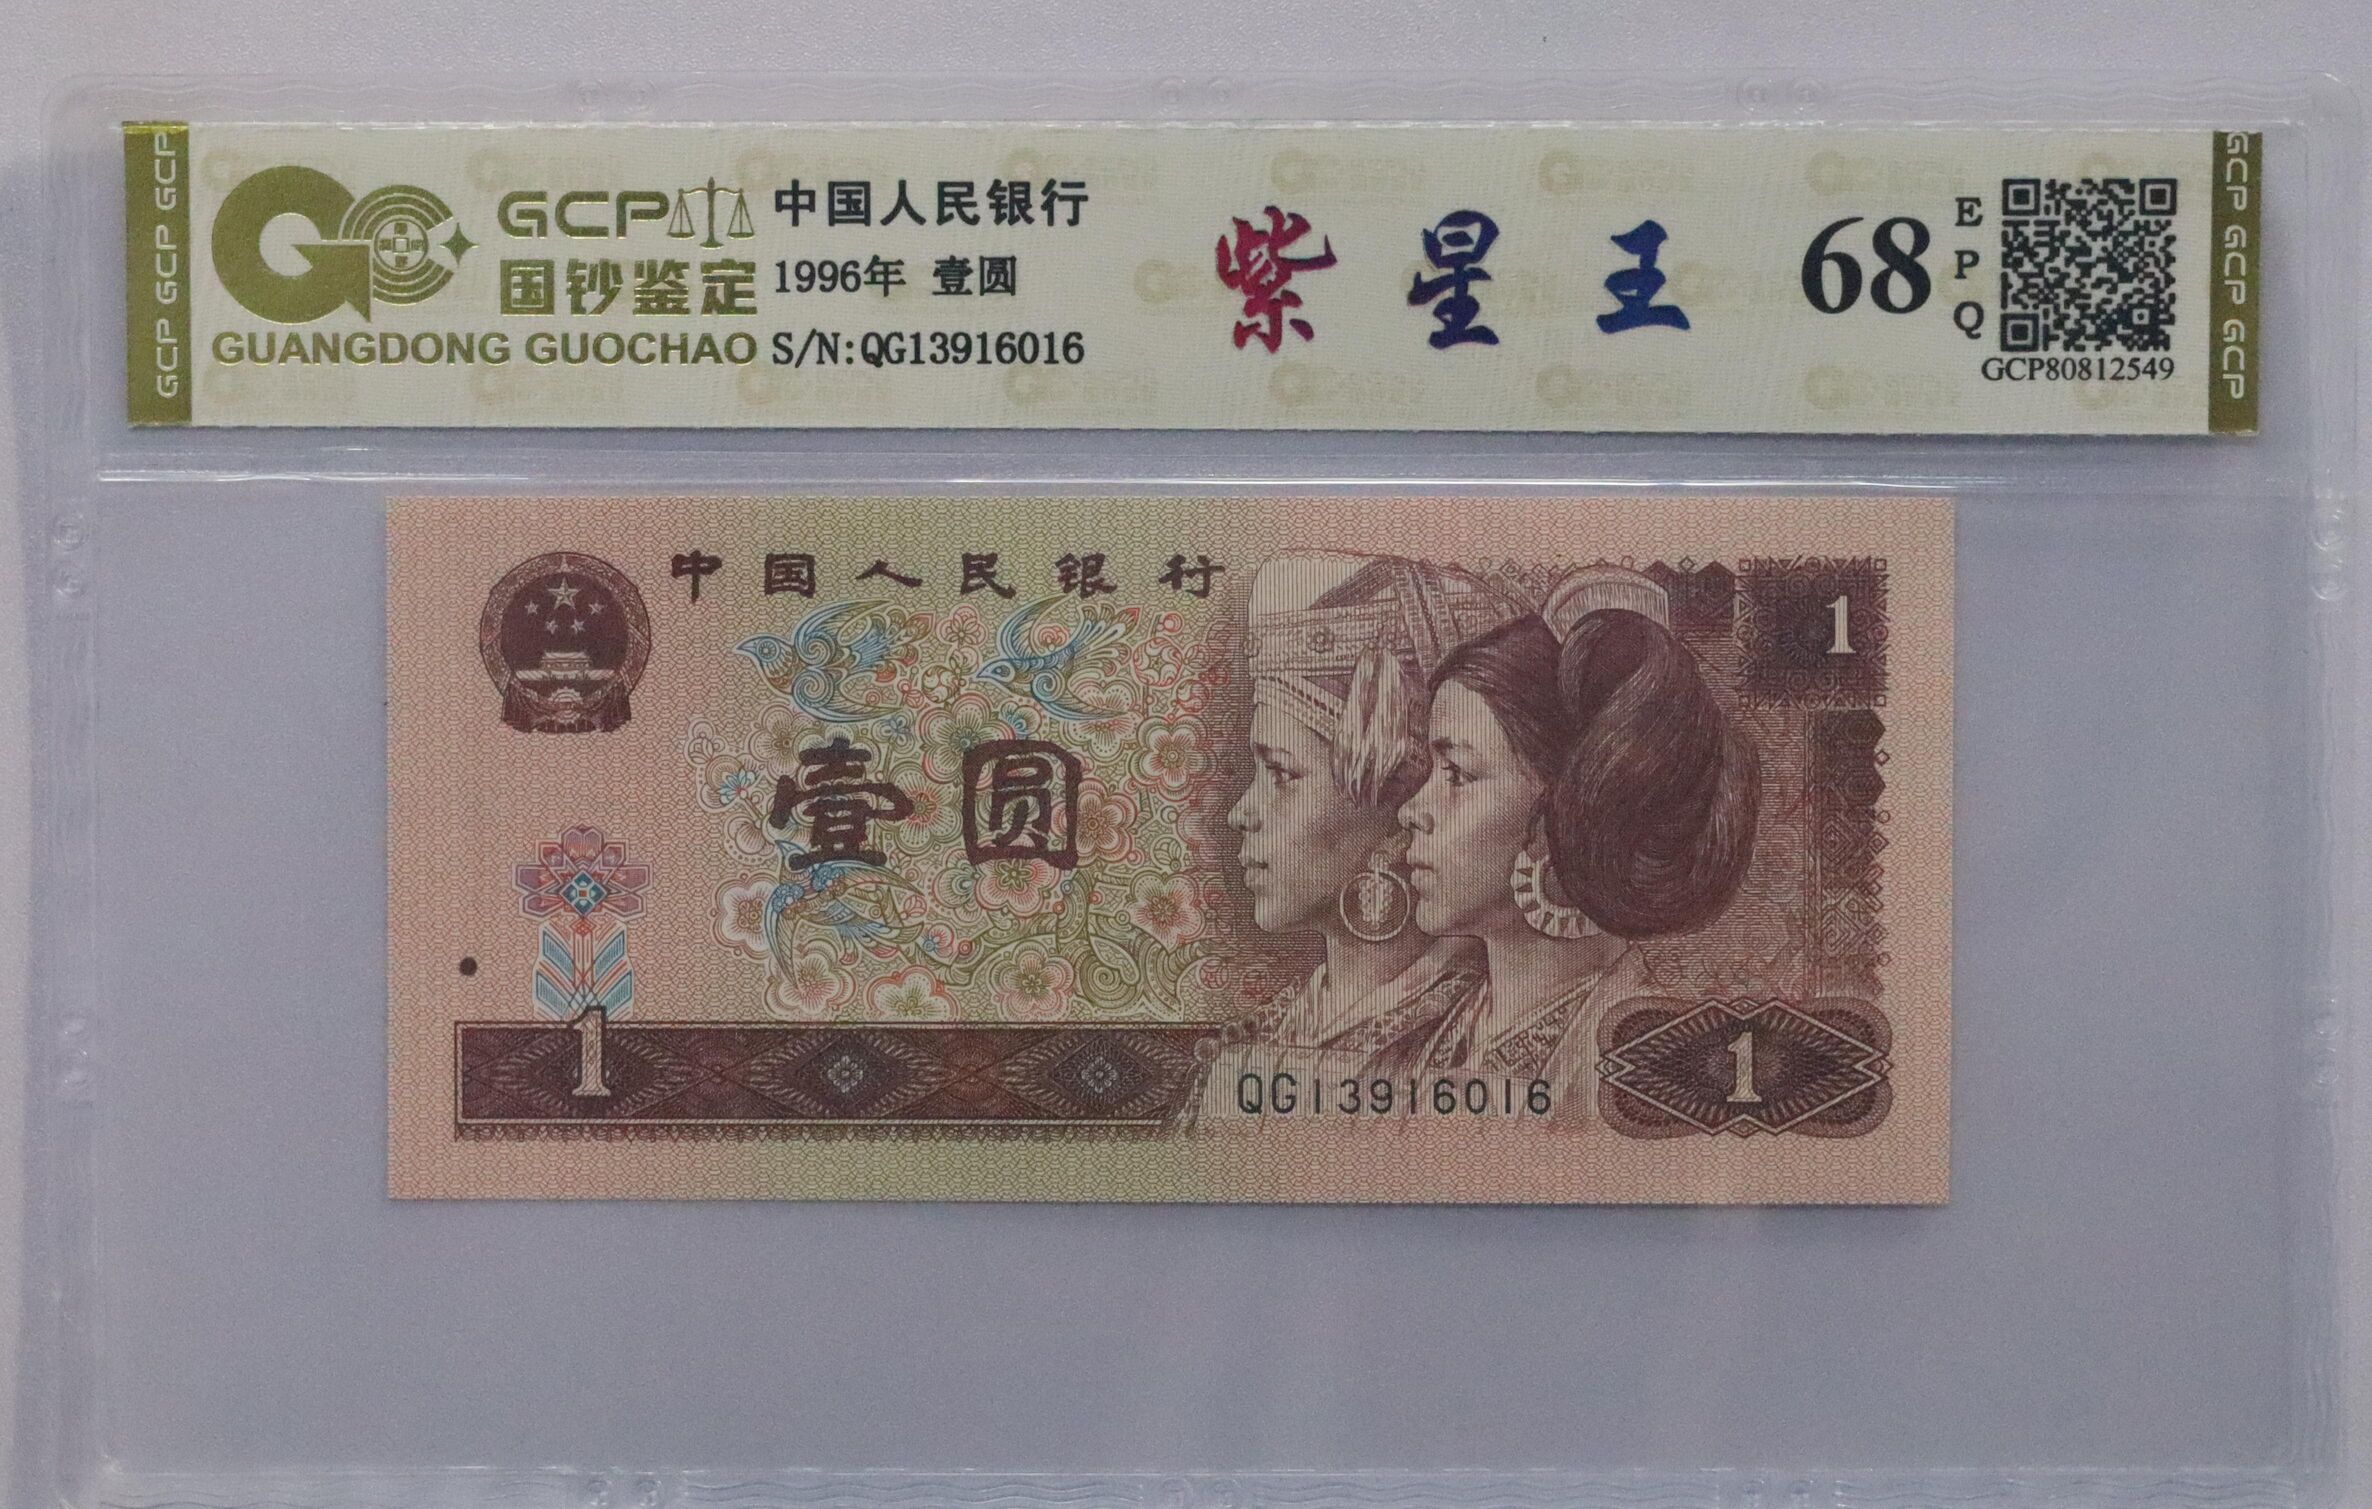 GCP GCP GCP
GCP
国钞鉴定
GUANGDONG GUOCHAO
中国人民银行
1996年 壹圆
S/N:QG13916016
紫星王
68
EPQ
GCP80812549
GCP GCP GCP
中国人民银行
1
壹圆
1
QG13916016
1